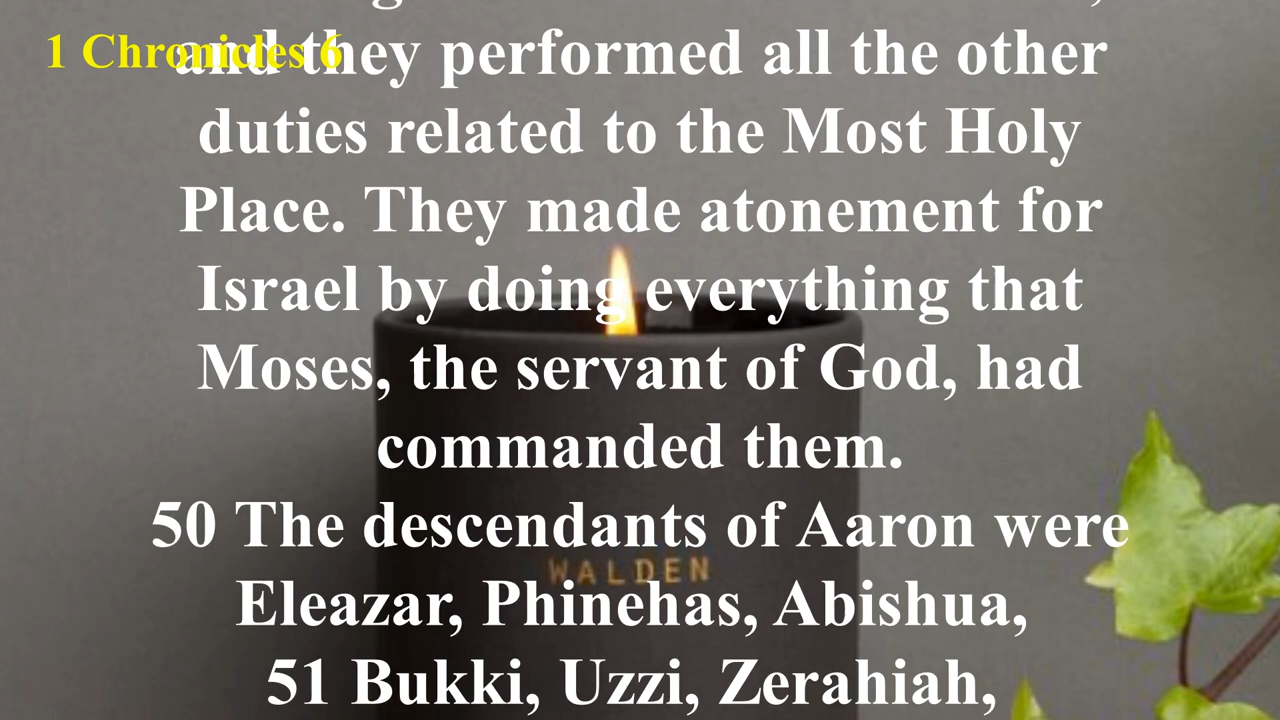 1 Chronicles 6
and they performed all the other
duties related to the Most Holy
Place. They made atonement for
Israel by doing everything that
Moses, the servant of God, had
commanded them.
50 The descendants of Aaron were
WALDEN
Eleazar, Phinehas, Abishua,
51 Bukki, Uzzi, Zerahiah,